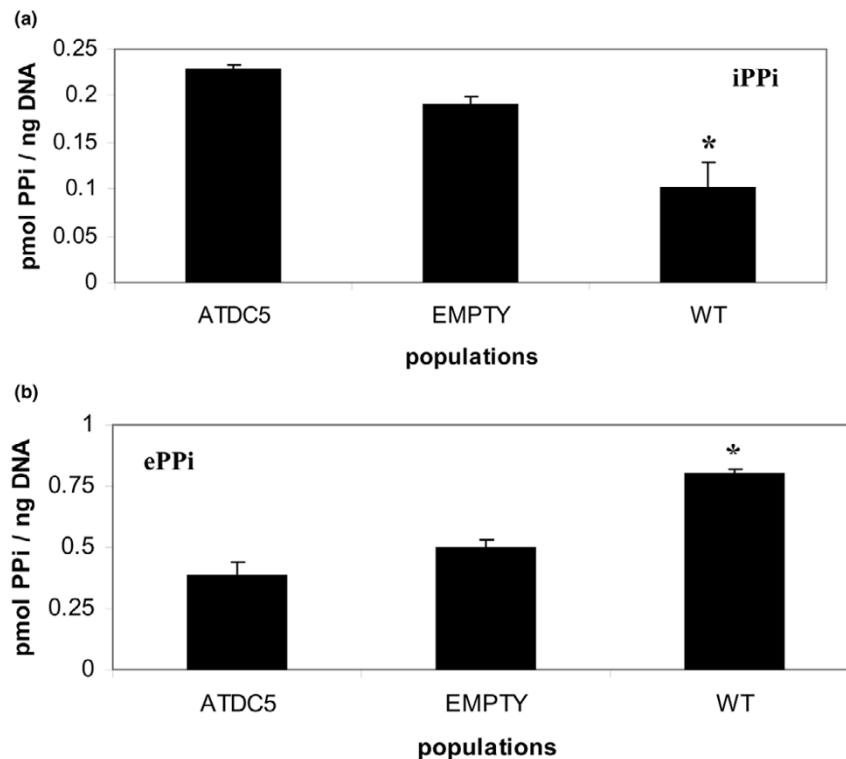 (a)
pmol PPi / ng DNA
0.25
0.2
0.15
0.1
0.05
0
iPPi
*
ATDC5 EMPTY WT
populations
(b)
pmol PPi / ng DNA
1
0.75
0.5
0.25
0
ePPi
*
ATDC5 EMPTY WT
populations